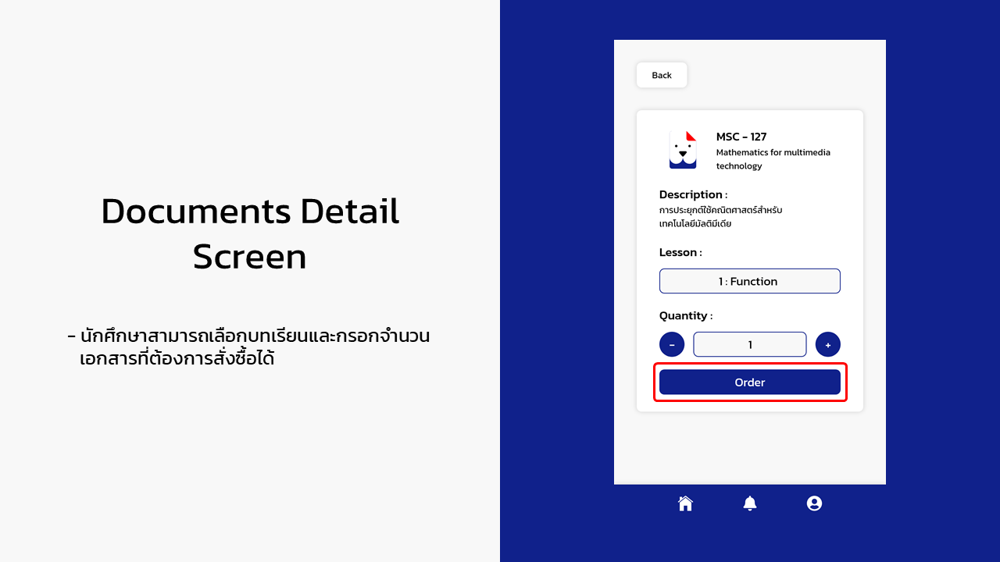 Documents Detail
Screen
- นักศึกษาสามารถเลือกบทเรียนและกรอกจำนวน
เอกสารที่ต้องการสั่งซื้อได้
Back
MSC - 127
Mathematics for multimedia
technology
Description :
การประยุกต์ใช้คณิตศาสตร์สำหรับ
เทคโนโลยีมัลติมีเดีย
Lesson :
1 : Function
Quantity :
- 1 +
Order